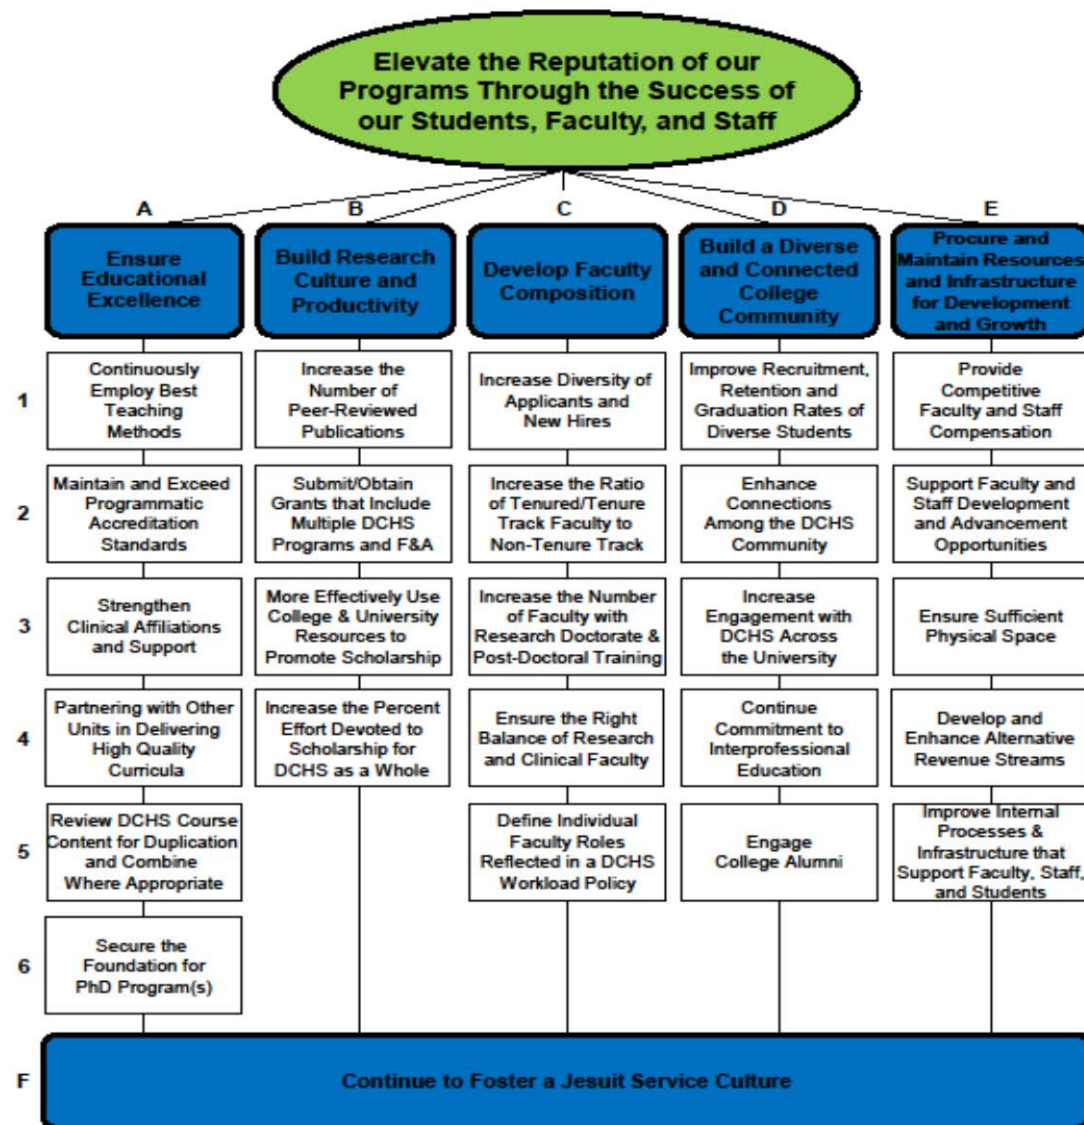 Elevate the Reputation of our
Programs Through the Success of
our Students, Faculty, and Staff
A
B
C
D
E
Ensure
Educational
Excellence
Build Research
Culture and
Productivity
Develop Faculty
Composition
Build a Diverse
and Connected
College
Community
Procure and
Maintain Resources
and Infrastructure
for Development
and Growth
1
Continuously
Employ Best
Teaching
Methods
Increase the
Number of
Peer-Reviewed
Publications
Increase Diversity of
Applicants and
New Hires
Improve Recruitment,
Retention and
Graduation Rates of
Diverse Students
Provide
Competitive
Faculty and Staff
Compensation
2
Maintain and Exceed
Programmatic
Accreditation
Standards
Submit/Obtain
Grants that Include
Multiple DCHS
Programs and F&A
Increase the Ratio
of Tenured/Tenure
Track Faculty to
Non-Tenure Track
Enhance
Connections
Among the DCHS
Community
Support Faculty and
Staff Development
and Advancement
Opportunities
3
Strengthen
Clinical Affiliations
and Support
More Effectively Use
College & University
Resources to
Promote Scholarship
Increase the Number
of Faculty with
Research Doctorate &
Post-Doctoral Training
Increase
Engagement with
DCHS Across
the University
Ensure Sufficient
Physical Space
4
Partnering with Other
Units in Delivering
High Quality
Curricula
Increase the Percent
Effort Devoted to
Scholarship for
DCHS as a Whole
Ensure the Right
Balance of Research
and Clinical Faculty
Continue
Commitment to
Interprofessional
Education
Develop and
Enhance Alternative
Revenue Streams
5
Review DCHS Course
Content for Duplication
and Combine
Where Appropriate
Define Individual
Faculty Roles
Reflected in a DCHS
Workload Policy
Engage
College Alumni
Improve Internal
Processes &
Infrastructure that
Support Faculty, Staff,
and Students
6
Secure the
Foundation for
PhD Program(s)
F
Continue to Foster a Jesuit Service Culture